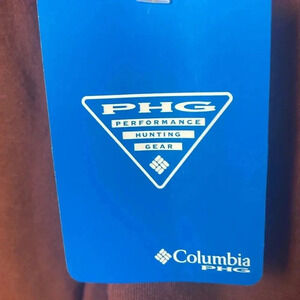 PHG
PERFORMANCE
HUNTING
GEAR
Columbia
PHG